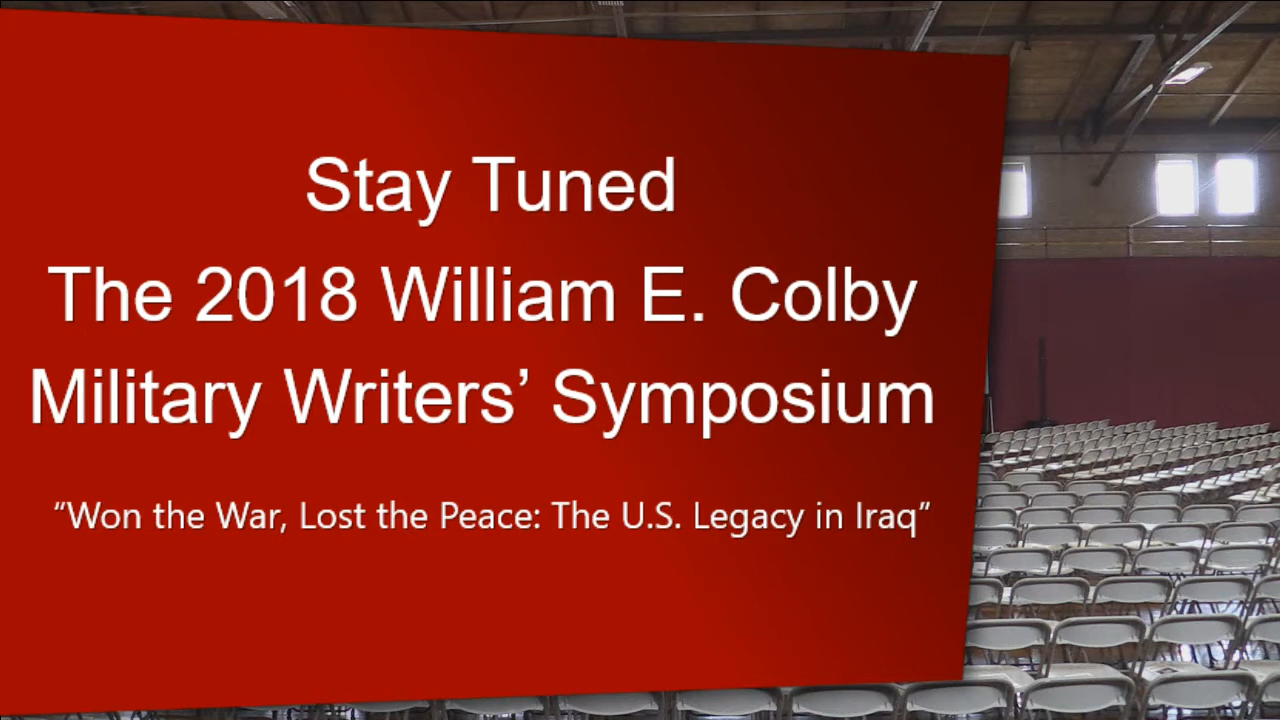 Stay Tuned
The 2018 William E. Colby
Military Writers’ Symposium
“Won the War, Lost the Peace: The U.S. Legacy in Iraq”